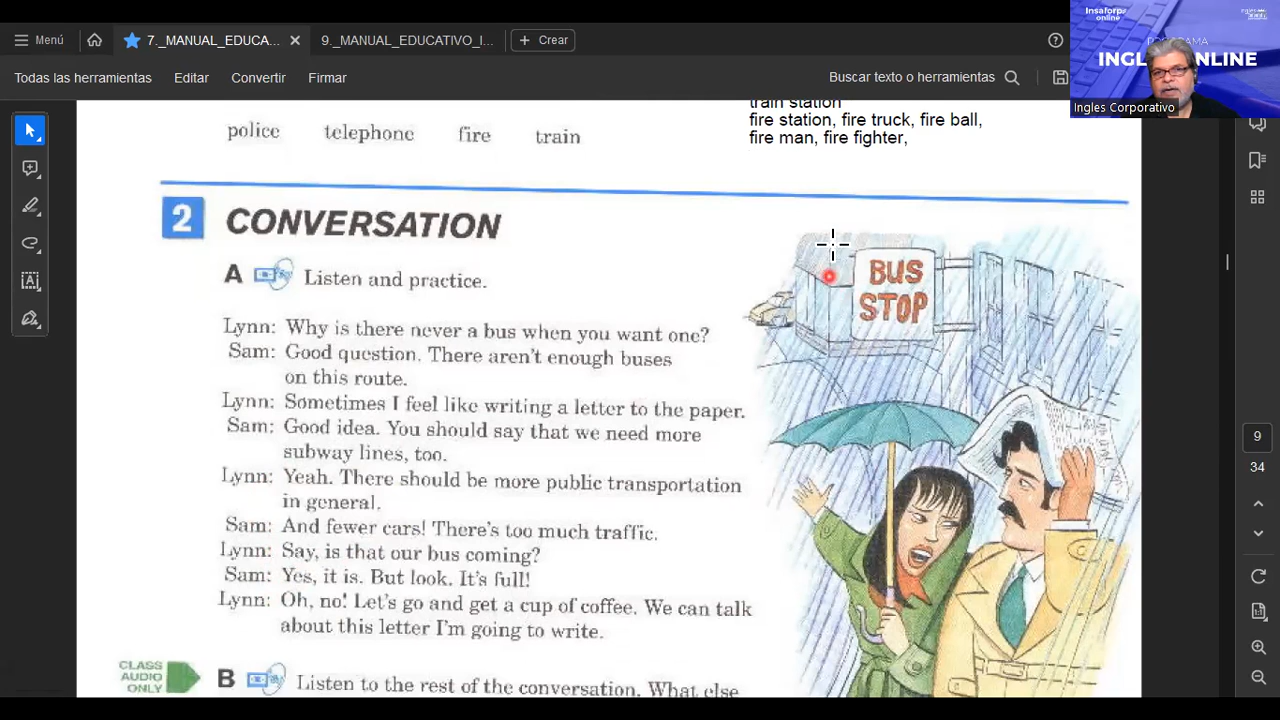 Menú
7._MANUAL_EDUCA...
9._MANUAL_EDUCATIVO_I...
Crear
Insaforp
online
PROGRAMA
INGL NLINE
Ingles Corporativo
Todas las herramientas
Editar
Convertir
Firmar
Buscar texto o herramientas
train station
fire station, fire truck, fire ball,
fire man, fire fighter,
police telephone fire train
2 CONVERSATION
A Listen and practice.
Lynn: Why is there never a bus when you want one?
Sam: Good question. There aren't enough buses
on this route.
Lynn: Sometimes I feel like writing a letter to the paper.
Sam: Good idea. You should say that we need more
subway lines, too.
Lynn: Yeah. There should be more public transportation
in general.
Sam: And fewer cars! There's too much traffic.
Lynn: Say, is that our bus coming?
Sam: Yes, it is. But look. It's full!
Lynn: Oh, no! Let's go and get a cup of coffee. We can talk
about this letter I'm going to write.
BUS
STOP
CLASS
AUDIO
ONLY
B Listen to the rest of the conversation. What else
9
34